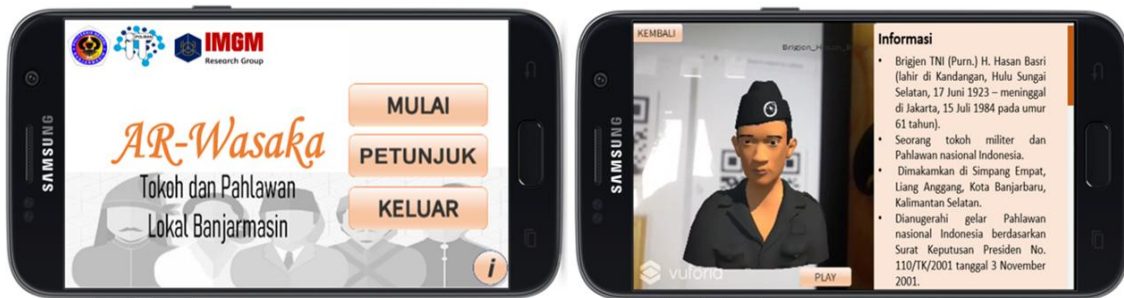 SAMSUNG
IMGM
Research Group
AR-Wasaka
Tokoh dan Pahlawan
Lokal Banjarmasin
MULAI
PETUNJUK
KELUAR
i
SAMSUNG
KEMBALI
vuforia
PLAY
Informasi
• Brigjen TNI (Purn.) H. Hasan Basri
(lahir di Kandangan, Hulu Sungai
Selatan, 17 Juni 1923 – meninggal
di Jakarta, 15 Juli 1984 pada umur
61 tahun).
• Seorang tokoh militer dan
Pahlawan nasional Indonesia.
• Dimakamkan di Simpang Empat,
Liang Anggang, Kota Banjarbaru,
Kalimantan Selatan.
• Dianugerahi gelar Pahlawan
nasional Indonesia berdasarkan
Surat Keputusan Presiden No.
110/TK/2001 tanggal 3 November
2001.